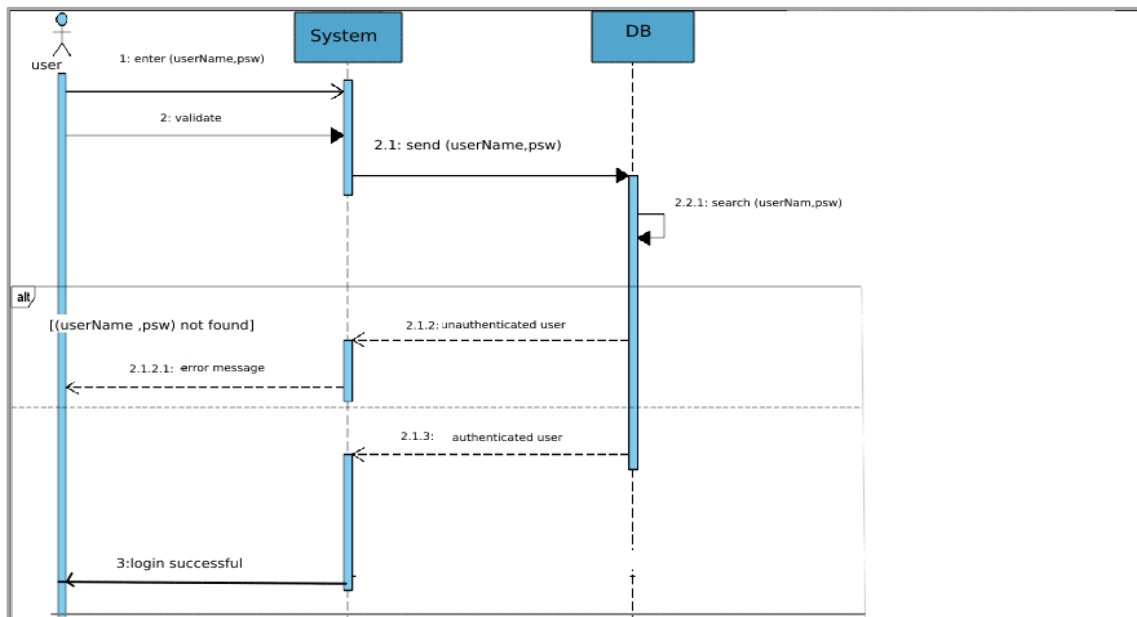 System
DB
user
1: enter (userName,psw)
2: validate
2.1: send (userName,psw)
2.2.1: search (userNam,psw)
alt
[(userName ,psw) not found]
2.1.2: unauthenticated user
2.1.2.1: error message
2.1.3: authenticated user
3:login successful